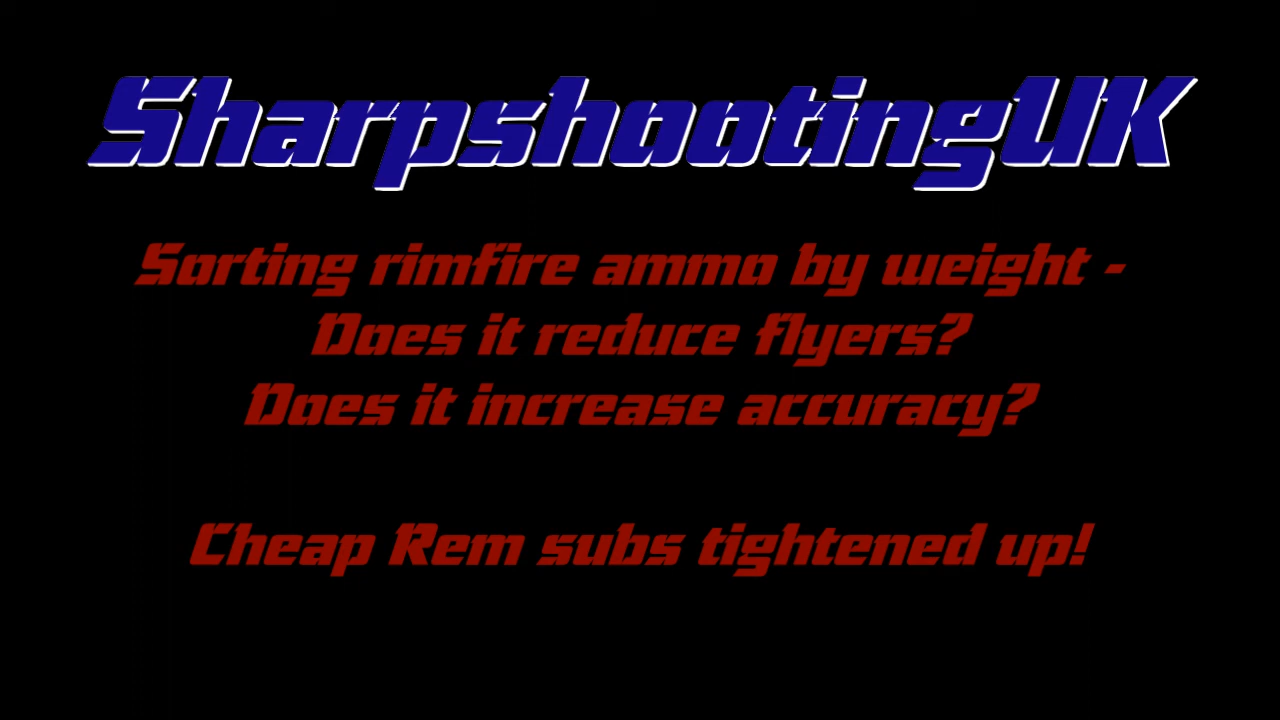 SharpshootingUK
Sorting rimfire ammo by weight -
Does it reduce flyers?
Does it increase accuracy?
Cheap Rem subs tightened up!